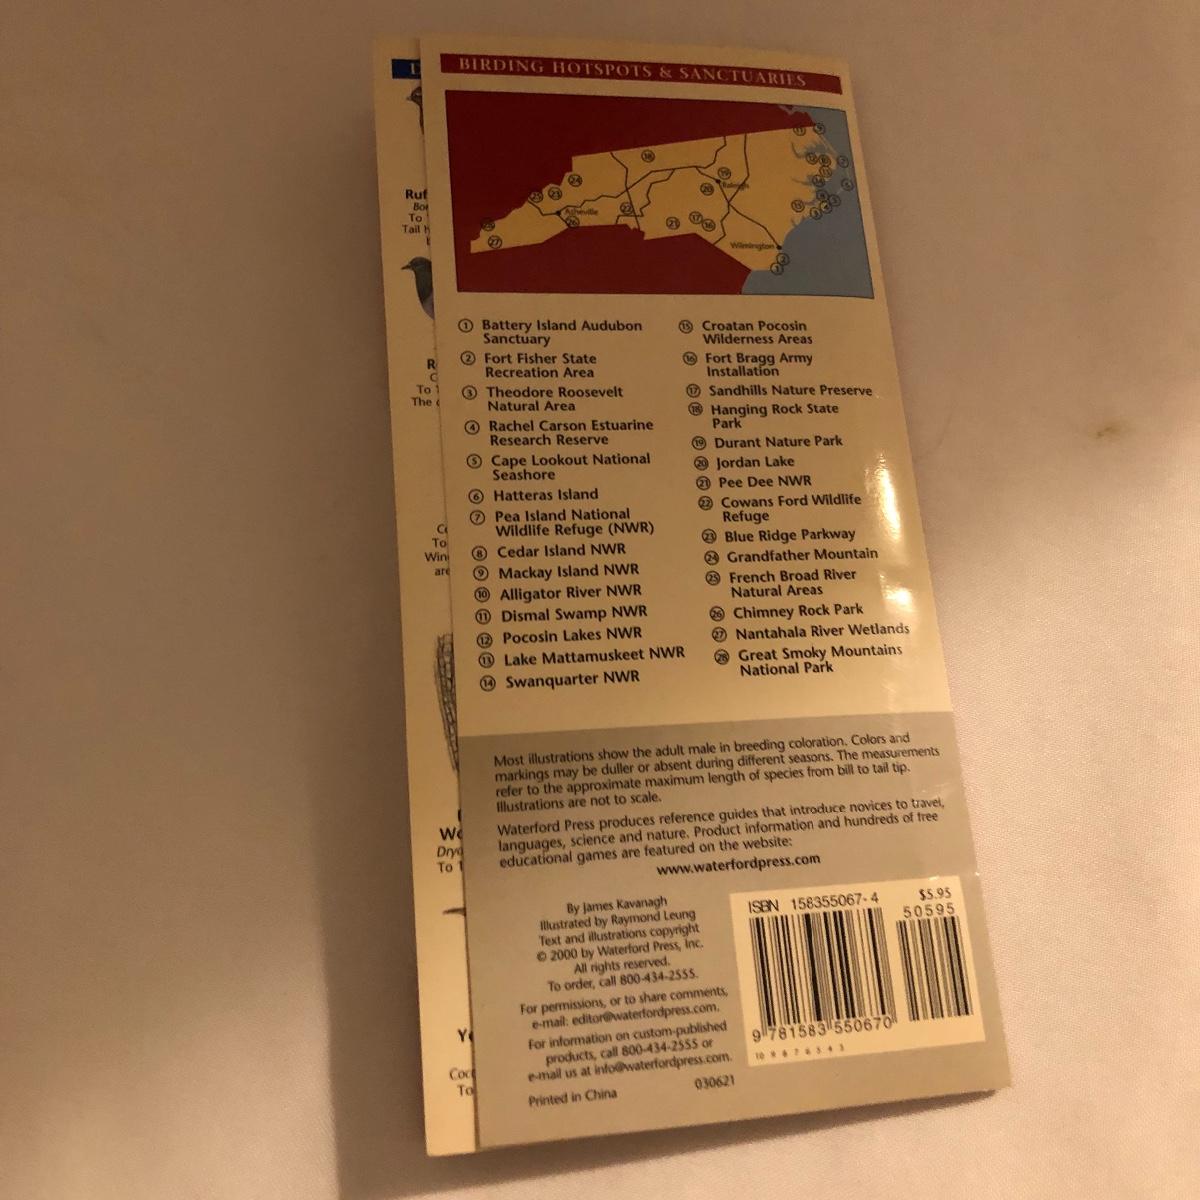 BIRDING HOTSPOTS & SANCTUARIES
Asheville
Raleigh
Wilmington
① Battery Island Audubon
Sanctuary
② Fort Fisher State
Recreation Area
③ Theodore Roosevelt
Natural Area
④ Rachel Carson Estuarine
Research Reserve
⑤ Cape Lookout National
Seashore
⑥ Hatteras Island
⑦ Pea Island National
Wildlife Refuge (NWR)
⑧ Cedar Island NWR
⑨ Mackay Island NWR
⑩ Alligator River NWR
⑪ Dismal Swamp NWR
⑫ Pocosin Lakes NWR
⑬ Lake Mattamuskeet NWR
⑭ Swanquarter NWR
⑮ Croatan Pocosin
Wilderness Areas
⑯ Fort Bragg Army
Installation
⑰ Sandhills Nature Preserve
⑱ Hanging Rock State
Park
⑲ Durant Nature Park
⑳ Jordan Lake
㉑ Pee Dee NWR
㉒ Cowans Ford Wildlife
Refuge
㉓ Blue Ridge Parkway
㉔ Grandfather Mountain
㉕ French Broad River
Natural Areas
㉖ Chimney Rock Park
㉗ Nantahala River Wetlands
㉘ Great Smoky Mountains
National Park
Most illustrations show the adult male in breeding coloration. Colors and
markings may be duller or absent during different seasons. The measurements
refer to the approximate maximum length of species from bill to tail tip.
Illustrations are not to scale.
Waterford Press produces reference guides that introduce novices to travel,
languages, science and nature. Product information and hundreds of free
educational games are featured on the website:
www.waterfordpress.com
By James Kavanagh
Illustrated by Raymond Leung
Text and illustrations copyright
© 2000 by Waterford Press, Inc.
All rights reserved.
To order, call 800-434-2555.
For permissions, or to share comments,
e-mail: editor@waterfordpress.com.
For information on custom-published
products, call 800-434-2555 or
e-mail us at info@waterfordpress.com.
Printed in China
030621
ISBN 158355067-4
$5.95
50595
9 781583 550670
10 9 8 7 6 5 4 3